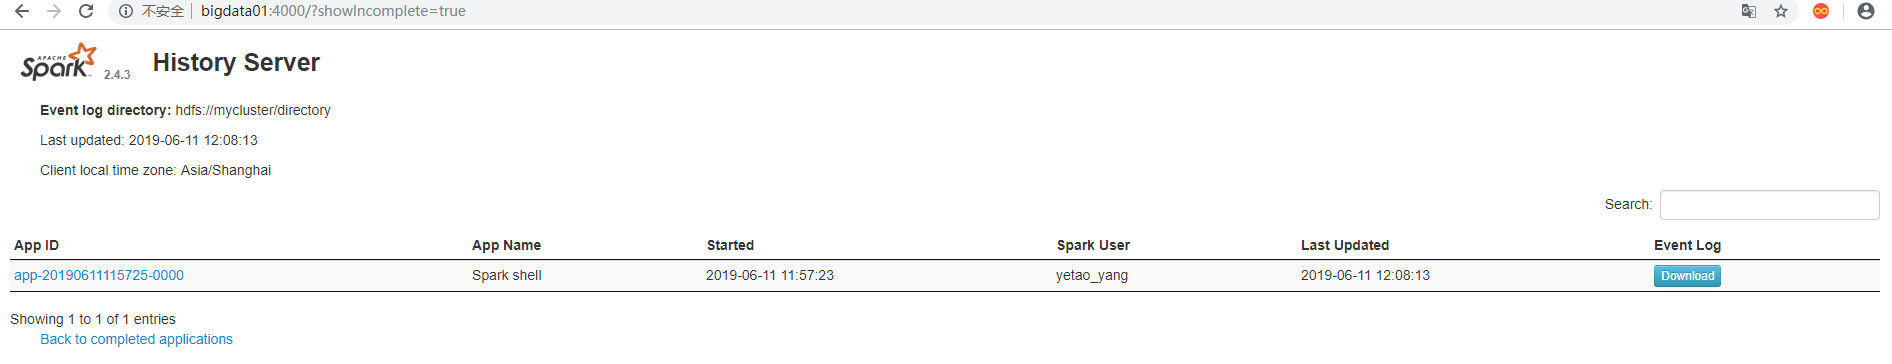 不安全 bigdata01:4000/?showIncomplete=true
APACHE
Spark 2.4.3 History Server
Event log directory: hdfs://mycluster/directory
Last updated: 2019-06-11 12:08:13
Client local time zone: Asia/Shanghai
Search:
App ID App Name Started Spark User Last Updated Event Log
app-20190611115725-0000 Spark shell 2019-06-11 11:57:23 yetao_yang 2019-06-11 12:08:13 Download
Showing 1 to 1 of 1 entries
Back to completed applications